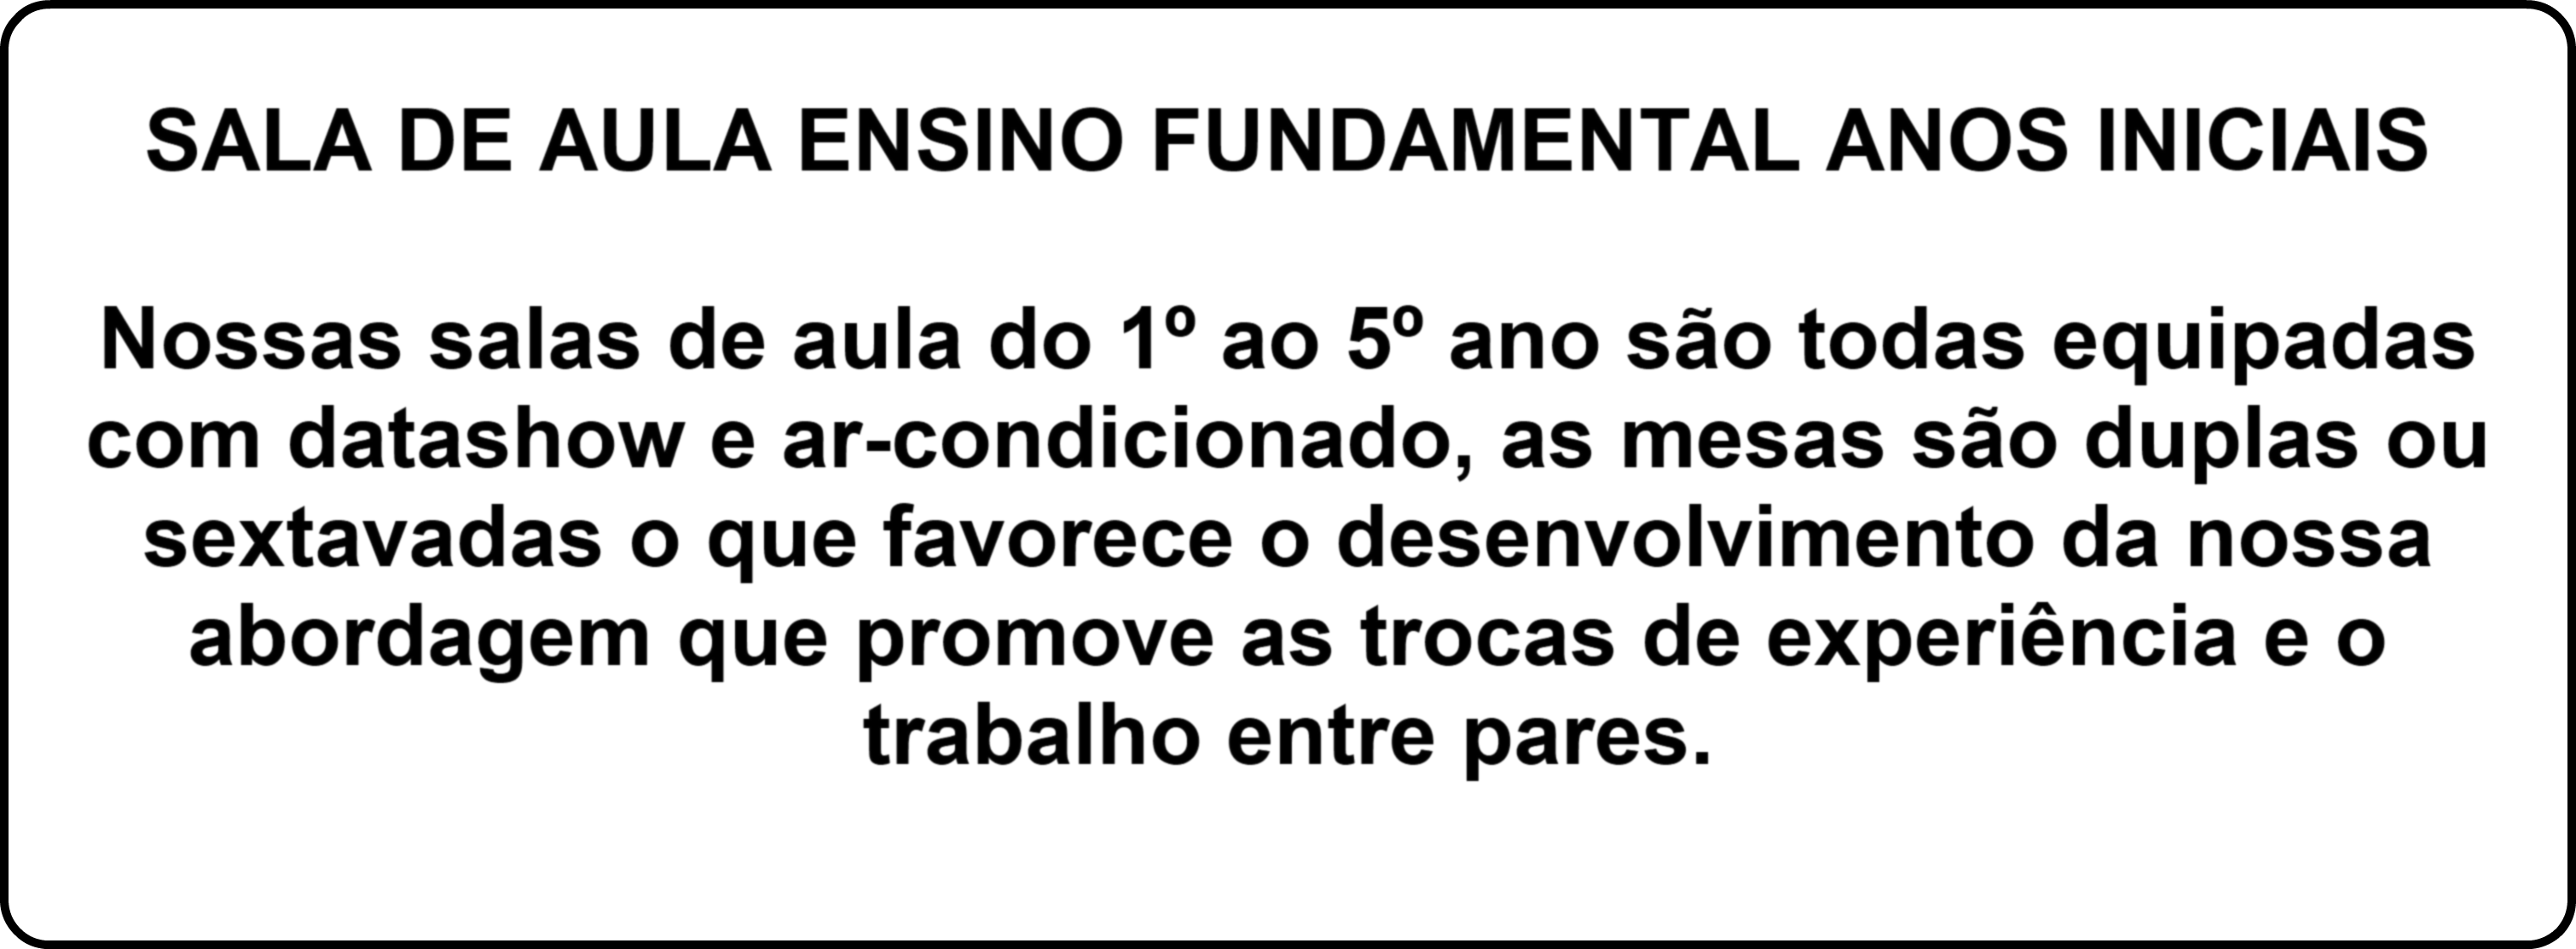 SALA DE AULA ENSINO FUNDAMENTAL ANOS INICIAIS
Nossas salas de aula do 1º ao 5º ano são todas equipadas
com datashow e ar-condicionado, as mesas são duplas ou
sextavadas o que favorece o desenvolvimento da nossa
abordagem que promove as trocas de experiência e o
trabalho entre pares.